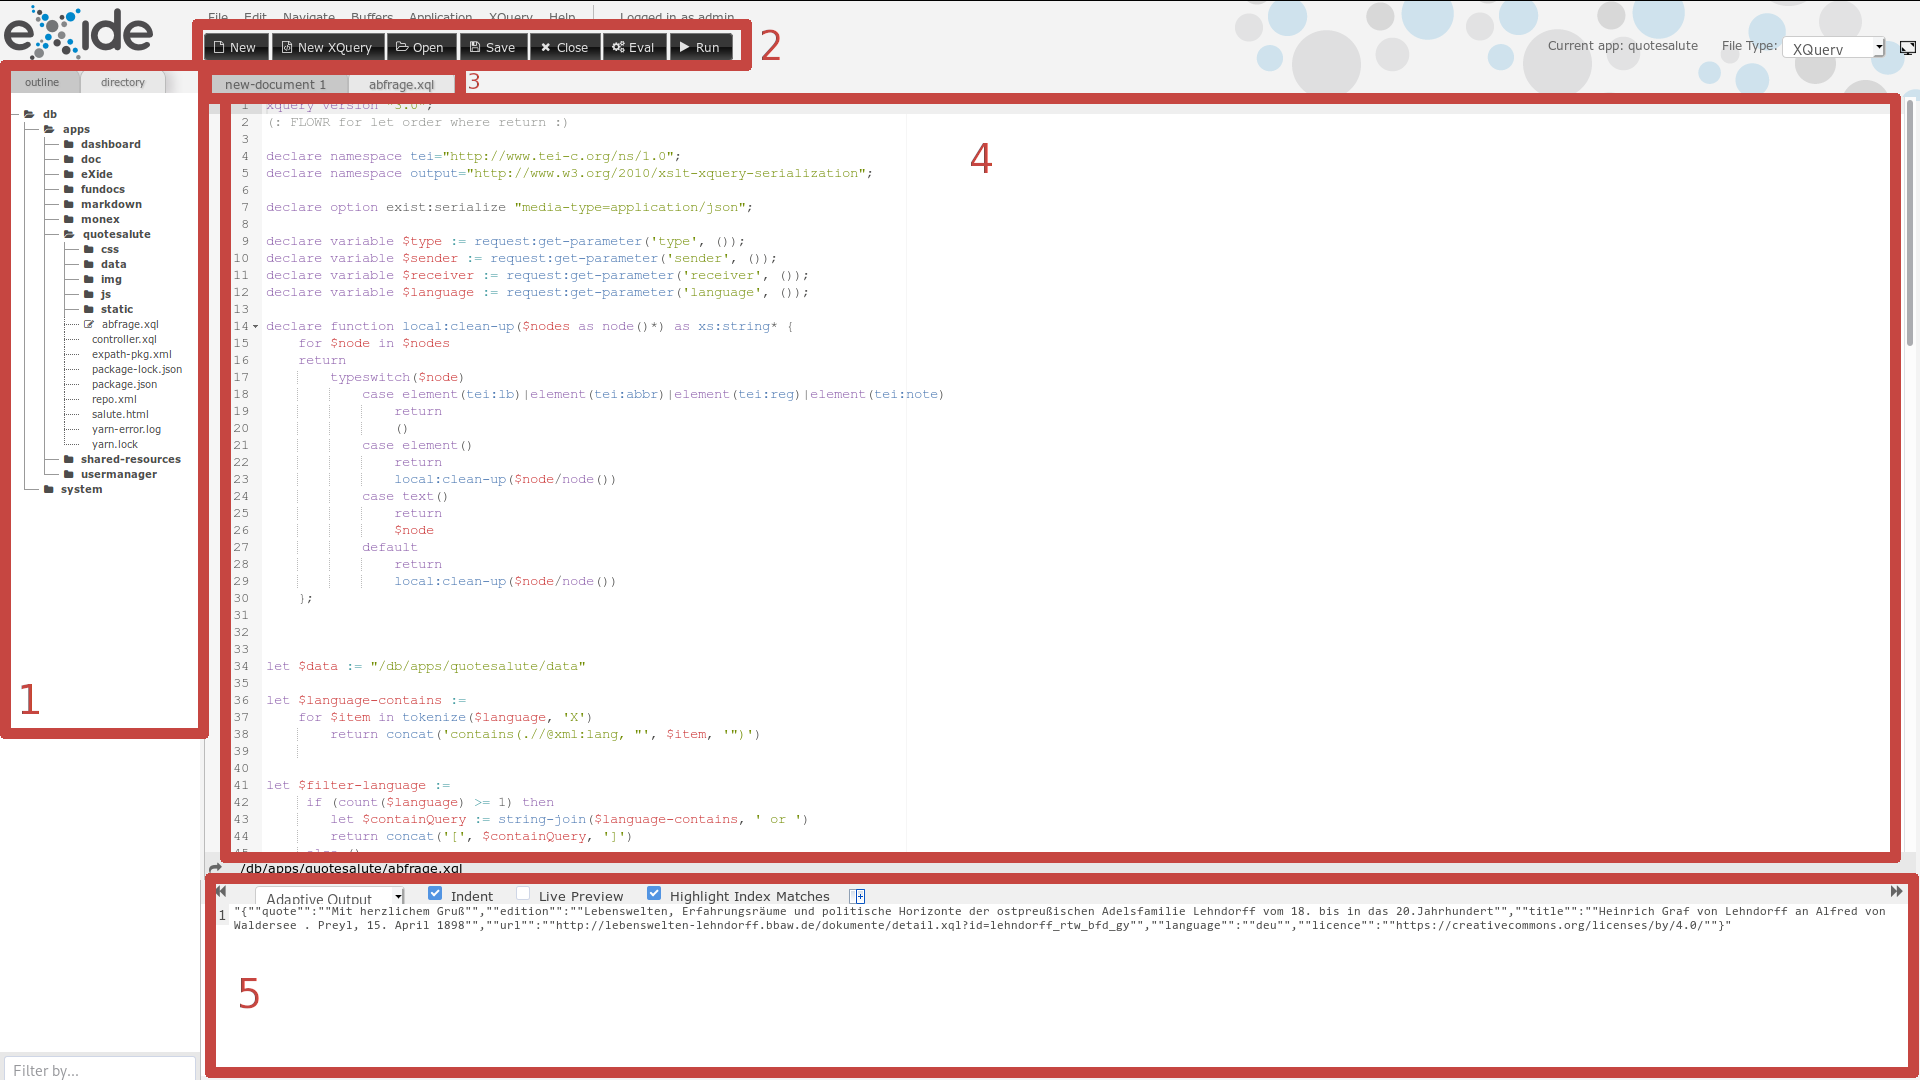 eXide
File Edit Navigate Buffers Application XQuery Help Logged in as admin
New New XQuery Open Save Close Eval Run
2
Current app: quotesalute File Type: XQuery
outline directory
new-document 1 abfrage.xql
3
db
apps
dashboard
doc
eXide
fundocs
markdown
monex
quotesalute
css
data
img
js
static
abfrage.xql
controller.xql
expath-pkg.xml
package-lock.json
package.json
repo.xml
salute.html
yarn-error.log
yarn.lock
shared-resources
usermanager
system
1
Filter by...
4
1 xquery version "3.0";
2 (: FLOWR for let order where return :)
3
4 declare namespace tei="http://www.tei-c.org/ns/1.0";
5 declare namespace output="http://www.w3.org/2010/xslt-xquery-serialization";
6
7 declare option exist:serialize "media-type=application/json";
8
9 declare variable $type := request:get-parameter('type', ());
10 declare variable $sender := request:get-parameter('sender', ());
11 declare variable $receiver := request:get-parameter('receiver', ());
12 declare variable $language := request:get-parameter('language', ());
13
14 declare function local:clean-up($nodes as node()*) as xs:string* {
15 for $node in $nodes
16 return
17 typeswitch($node)
18 case element(tei:lb)|element(tei:abbr)|element(tei:reg)|element(tei:note)
19 return
20 ()
21 case element()
22 return
23 local:clean-up($node/node())
24 case text()
25 return
26 $node
27 default
28 return
29 local:clean-up($node/node())
30 };
31
32
33
34 let $data := "/db/apps/quotesalute/data"
35
36 let $language-contains :=
37 for $item in tokenize($language, 'X')
38 return concat('contains(.//@xml:lang, "', $item, '")')
39
40
41 let $filter-language :=
42 if (count($language) >= 1) then
43 let $containQuery := string-join($language-contains, ' or ')
44 return concat('[', $containQuery, ']')
45 else ()
/db/apps/quotesalute/abfrage.xql
Adaptive Output Indent Live Preview Highlight Index Matches
1 "{""quote"":""Mit herzlichem Gruß"",""edition"":""Lebenswelten, Erfahrungsräume und politische Horizonte der ostpreußischen Adelsfamilie Lehndorff vom 18. bis in das 20.Jahrhundert"",""title"":""Heinrich Graf von Lehndorff an Alfred von
Waldersee . Preyl, 15. April 1898"",""url"":""http://lebenswelten-lehndorff.bbaw.de/dokumente/detail.xql?id=lehndorff_rtw_bfd_gy"",""language"":""deu"",""licence"":""https://creativecommons.org/licenses/by/4.0/""}"
5